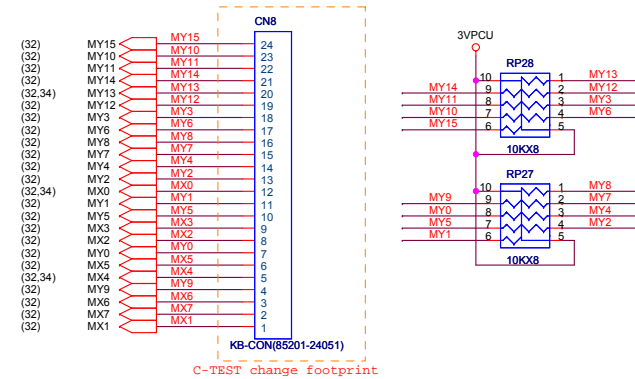 CN8
(32) MY15 MY15 24
(32) MY10 MY10 23
(32) MY11 MY11 22
(32) MY14 MY14 21
(32,34) MY13 MY13 20
(32) MY12 MY12 19
(32) MY3 MY3 18
(32) MY6 MY6 17
(32) MY8 MY8 16
(32) MY7 MY7 15
(32) MY4 MY4 14
(32) MY2 MY2 13
(32,34) MX0 MX0 12
(32) MY1 MY1 11
(32) MY5 MY5 10
(32) MX3 MX3 9
(32) MX2 MX2 8
(32) MY0 MY0 7
(32) MX5 MX5 6
(32,34) MX4 MX4 5
(32) MY9 MY9 4
(32) MX6 MX6 3
(32) MX7 MX7 2
(32) MX1 MX1 1
KB-CON(85201-24051)
C-TEST change footprint
3VPCU
RP28
10 1 MY13
MY14 9 2 MY12
MY11 8 3 MY3
MY10 7 4 MY6
MY15 6 5
10KX8
RP27
10 1 MY8
MY9 9 2 MY7
MY0 8 3 MY4
MY5 7 4 MY2
MY1 6 5
10KX8